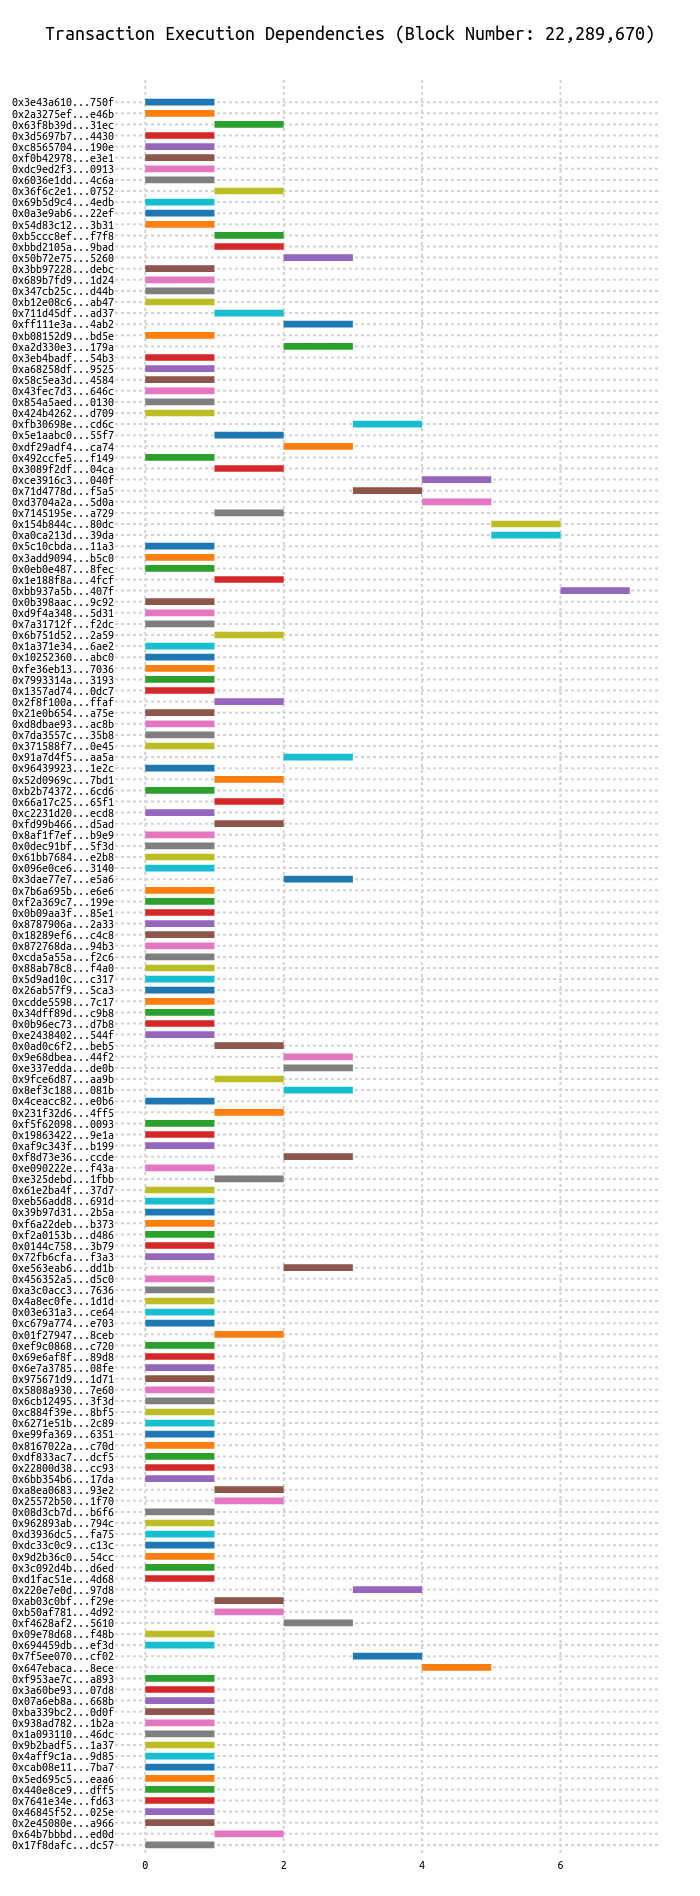 Transaction Execution Dependencies (Block Number: 22,289,670)
0x3e43a610...750f
0x2a3275ef...e46b
0x63f8b39d...31ec
0x3d5697b7...4430
0xc8565704...190e
0xf0b42978...e3e1
0xdc9ed2f3...0913
0x6036e1dd...4c6a
0x36f6c2e1...0752
0x69b5d9c4...4edb
0x0a3e9ab6...22ef
0x54d83c12...3b31
0xb5ccc8ef...f7f8
0xbbd2105a...9bad
0x50b72e75...5260
0x3bb97228...debc
0x689b7fd9...1d24
0x347cb25c...d44b
0xb12e08c6...ab47
0x711d45df...ad37
0xff111e3a...4ab2
0xb08152d9...bd5e
0xa2d330e3...179a
0x3eb4badf...54b3
0xa68258df...9525
0x58c5ea3d...4584
0x43fec7d3...646c
0x854a5aed...0130
0x424b4262...d709
0xfb30698e...cd6c
0x5e1aabc0...55f7
0xdf29adf4...ca74
0x492ccfe5...f149
0x3089f2df...04ca
0xce3916c3...040f
0x71d4778d...f5a5
0xd3704a2a...5d0a
0x7145195e...a729
0x154b844c...80dc
0xa0ca213d...39da
0x5c10cbda...11a3
0x3add9094...b5c0
0x0eb0e487...8fec
0x1e188f8a...4fcf
0xbb937a5b...407f
0x0b398aac...9c92
0xd9f4a348...5d31
0x7a31712f...f2dc
0x6b751d52...2a59
0x1a371e34...6ae2
0x10252360...abc0
0xfe36eb13...7036
0x7993314a...3193
0x1357ad74...0dc7
0x2f8f100a...ffaf
0x21e0b654...a75e
0xd8dbae93...ac8b
0x7da3557c...35b8
0x371588f7...0e45
0x91a7d4f5...aa5a
0x96439923...1e2c
0x52d0969c...7bd1
0xb2b74372...6cd6
0x66a17c25...65f1
0xc2231d20...ecd8
0xfd99b466...d5ad
0x8af1f7ef...b9e9
0x0dec91bf...5f3d
0x61bb7684...e2b8
0x096e0ce6...3140
0x3dae77e7...e5a6
0x7b6a695b...e6e6
0xf2a369c7...199e
0x0b09aa3f...85e1
0x8787906a...2a33
0x18289ef6...c4c8
0x872768da...94b3
0xcda5a55a...f2c6
0x88ab78c8...f4a0
0x5d9ad10c...c317
0x26ab57f9...5ca3
0xcdde5598...7c17
0x34dff89d...c9b8
0x0b96ec73...d7b8
0xe2438402...544f
0x0ad0c6f2...beb5
0x9e68dbea...44f2
0xe337edda...de0b
0x9fce6d87...aa9b
0x8ef3c188...081b
0x4ceacc82...e0b6
0x231f32d6...4ff5
0xf5f62098...0093
0x19863422...9e1a
0xaf9c343f...b199
0xf8d73e36...ccde
0xe090222e...f43a
0xe325debd...1fbb
0x61e2ba4f...37d7
0xeb56add8...691d
0x39b97d31...2b5a
0xf6a22deb...b373
0xf2a0153b...d486
0x0144c758...3b79
0x72fb6cfa...f3a3
0xe563eab6...dd1b
0x456352a5...d5c0
0xa3c0acc3...7636
0x4a8ec0fe...1d1d
0x03e631a3...ce64
0xc679a774...e703
0x01f27947...8ceb
0xef9c0868...c720
0x69e6af8f...89d8
0x6e7a3785...08fe
0x975671d9...1d71
0x5808a930...7e60
0x6cb12495...3f3d
0xc884f39e...8bf5
0x6271e51b...2c89
0xe99fa369...6351
0x8167022a...c70d
0xdf833ac7...dcf5
0x22800d38...cc93
0x6bb354b6...17da
0xa8ea0683...93e2
0x25572b50...1f70
0x08d3cb7d...b6f6
0x962893ab...794c
0xd3936dc5...fa75
0xdc33c0c9...c13c
0x9d2b36c0...54cc
0x3c092d4b...d6ed
0xd1fac51e...4d68
0x220e7e0d...97d8
0xab03c0bf...f29e
0xb50af781...4d92
0xf4628af2...5610
0x09e78d68...f48b
0x694459db...ef3d
0x7f5ee070...cf02
0x647ebaca...8ece
0xf953ae7c...a893
0x3a60be93...07d8
0x07a6eb8a...668b
0xba339bc2...0d0f
0x938ad782...1b2a
0x1a093110...46dc
0x9b2badf5...1a37
0x4aff9c1a...9d85
0xcab08e11...7ba7
0x5ed695c5...eaa6
0x440e8ce9...dff5
0x7641e34e...fd63
0x46845f52...025e
0x2e45080e...a966
0x64b7bbbd...ed0d
0x17f8dafc...dc57
0 2 4 6